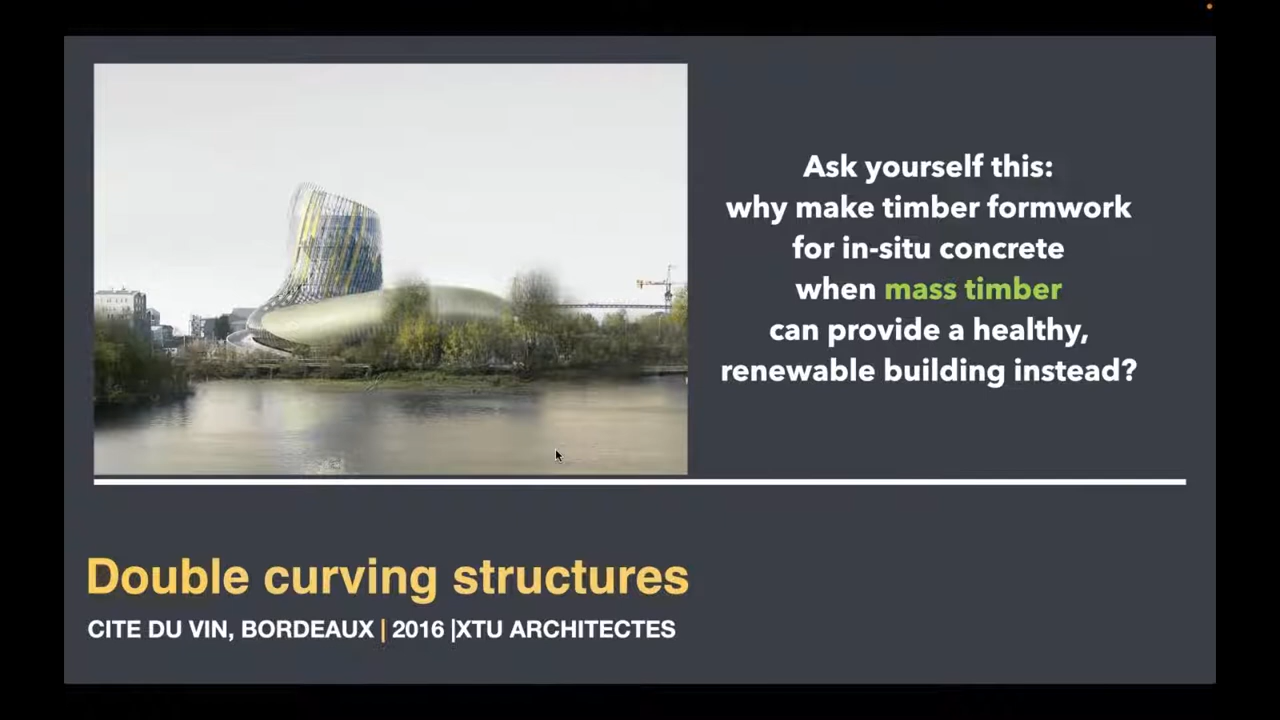 Ask yourself this:
why make timber formwork
for in-situ concrete
when mass timber
can provide a healthy,
renewable building instead?
Double curving structures
CITE DU VIN, BORDEAUX | 2016 |XTU ARCHITECTES